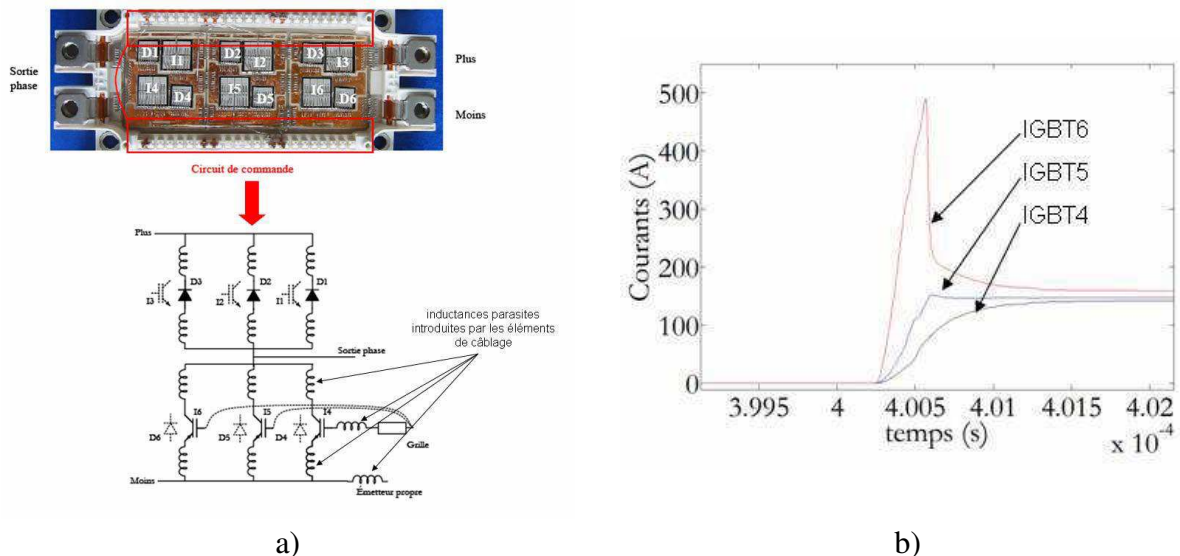 Sortie
phase
D1 I1 D2 I2 D3 I3
I4 D4 I5 D5 I6 D6
Plus
Moins
Circuit de commande
Plus
D3 D2 D1
I3 I2 I1
inductances parasites
introduites par les éléments
de câblage
Sortie phase
I6 I5 I4
D6 D5 D4
Grille
Moins
Émetteur propre
a)
Courants (A)
500
400
300
200
100
0
IGBT6
IGBT5
IGBT4
3.995 4 4.005 4.01 4.015 4.02
temps (s)
x 10⁻⁴
b)